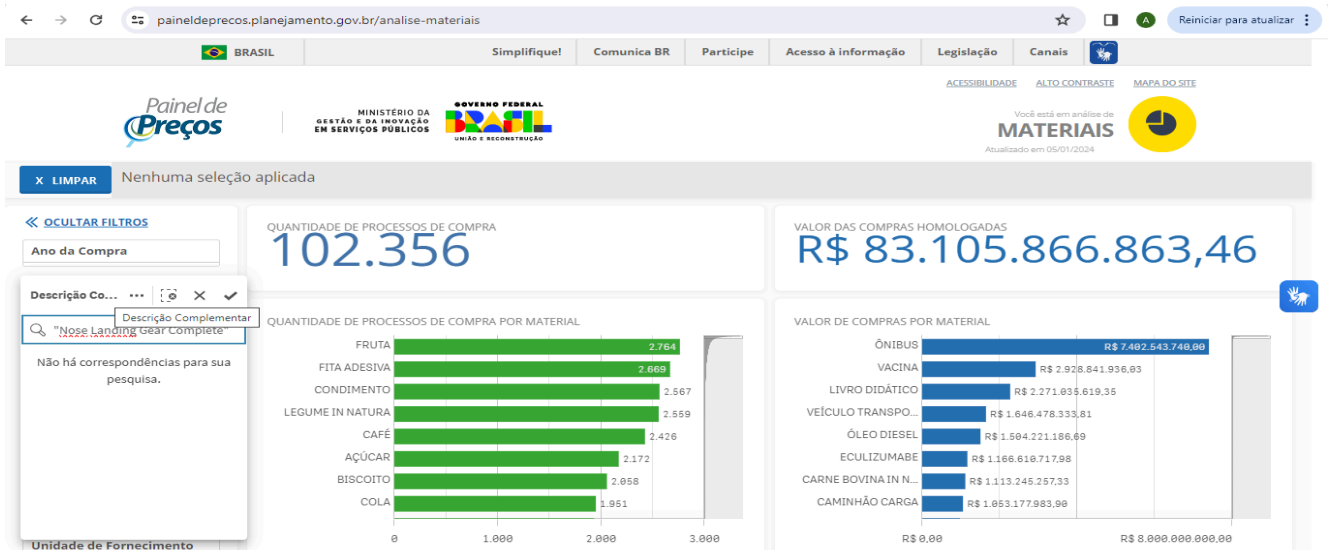 paineldeprecos.planejamento.gov.br/analise-materiais
A
Reiniciar para atualizar
BRASIL
Simplifique!
Comunica BR
Participe
Acesso à informação
Legislação
Canais
ACESSIBILIDADE
ALTO CONTRASTE
MAPA DO SITE
Painel de
Preços
MINISTÉRIO DA
GESTÃO E DA INOVAÇÃO
EM SERVIÇOS PÚBLICOS
GOVERNO FEDERAL
BRASIL
UNIÃO E RECONSTRUÇÃO
Você está em análise de
MATERIAIS
Atualizado em 05/01/2024
X LIMPAR
Nenhuma seleção aplicada
OCULTAR FILTROS
Ano da Compra
Descrição Co...
Descrição Complementar
"Nose Landing Gear Complete"
Não há correspondências para sua
pesquisa.
Unidade de Fornecimento
QUANTIDADE DE PROCESSOS DE COMPRA
102.356
VALOR DAS COMPRAS HOMOLOGADAS
R$ 83.105.866.863,46
QUANTIDADE DE PROCESSOS DE COMPRA POR MATERIAL
FRUTA 2.764
FITA ADESIVA 2.669
CONDIMENTO 2.567
LEGUME IN NATURA 2.559
CAFÉ 2.426
AÇÚCAR 2.172
BISCOITO 2.058
COLA 1.951
0 1.000 2.000 3.000
VALOR DE COMPRAS POR MATERIAL
ÔNIBUS R$ 7.402.543.740,00
VACINA R$ 2.928.841.936,03
LIVRO DIDÁTICO R$ 2.271.035.619,35
VEÍCULO TRANSPO... R$ 1.646.478.333,81
ÓLEO DIESEL R$ 1.504.221.186,69
ECULIZUMABE R$ 1.166.610.717,98
CARNE BOVINA IN N... R$ 1.113.245.257,33
CAMINHÃO CARGA R$ 1.053.177.983,90
R$ 0,00 R$ 8.000.000.000,00